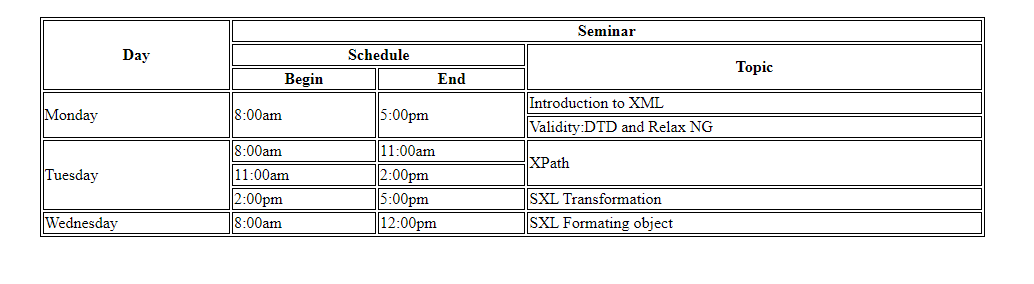 Seminar
Day
Schedule
Topic
Begin
End
Monday
8:00am
5:00pm
Introduction to XML
Validity:DTD and Relax NG
Tuesday
8:00am
11:00am
XPath
11:00am
2:00pm
2:00pm
5:00pm
SXL Transformation
Wednesday
8:00am
12:00pm
SXL Formating object